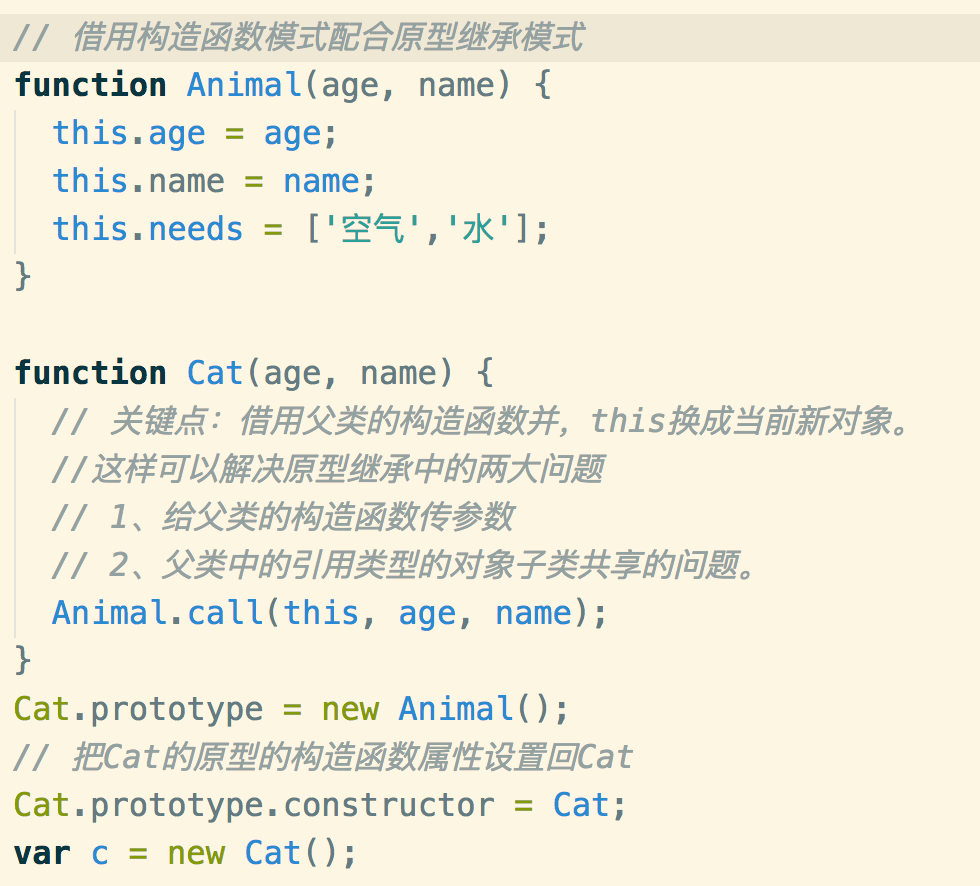 // 借用构造函数模式配合原型继承模式
function Animal(age, name) {
  this.age = age;
  this.name = name;
  this.needs = ['空气','水'];
}

function Cat(age, name) {
  // 关键点：借用父类的构造函数并，this换成当前新对象。
  //这样可以解决原型继承中的两大问题
  // 1、给父类的构造函数传参数
  // 2、父类中的引用类型的对象子类共享的问题。
  Animal.call(this, age, name);
}
Cat.prototype = new Animal();
// 把Cat的原型的构造函数属性设置回Cat
Cat.prototype.constructor = Cat;
var c = new Cat();